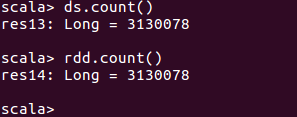 scala> ds.count()
res13: Long = 3130078
scala> rdd.count()
res14: Long = 3130078
scala>